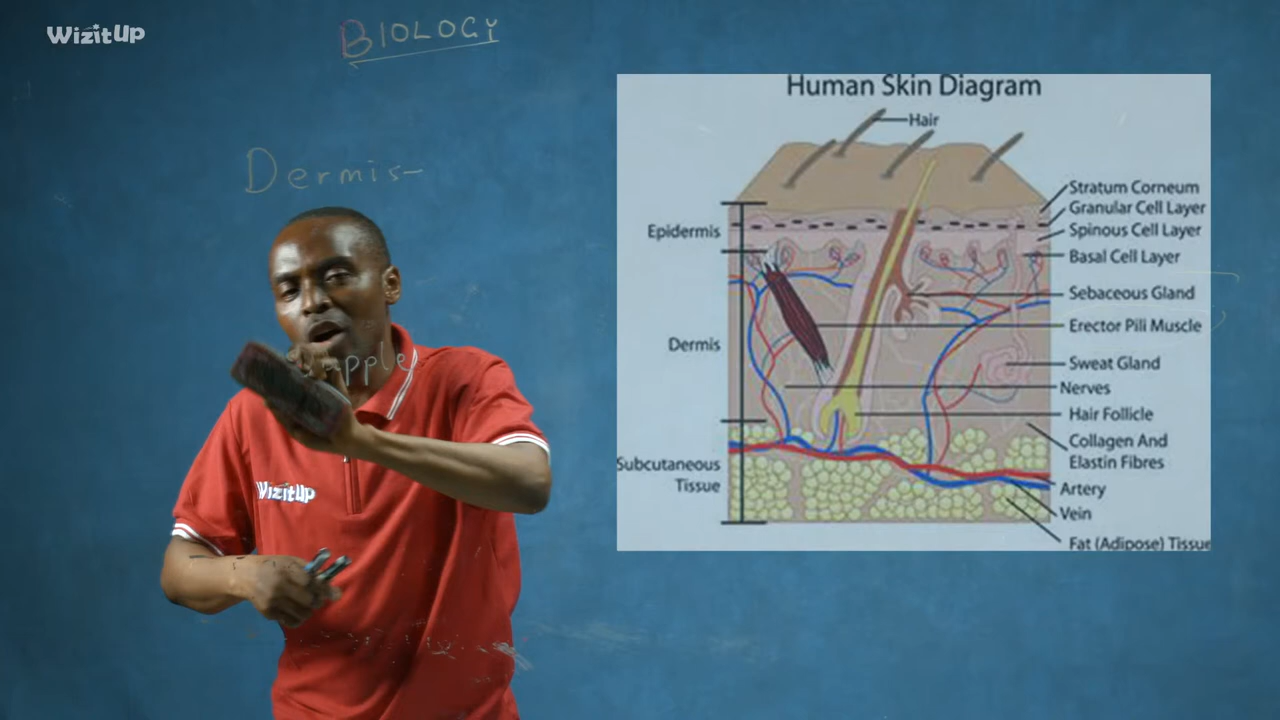 WizitUp
BIOLOGY
Dermis-
apple
WizitUp
Human Skin Diagram
Hair
Epidermis
Dermis
Subcutaneous
Tissue
Stratum Corneum
Granular Cell Layer
Spinous Cell Layer
Basal Cell Layer
Sebaceous Gland
Erector Pili Muscle
Sweat Gland
Nerves
Hair Follicle
Collagen And
Elastin Fibres
Artery
Vein
Fat (Adipose) Tissue